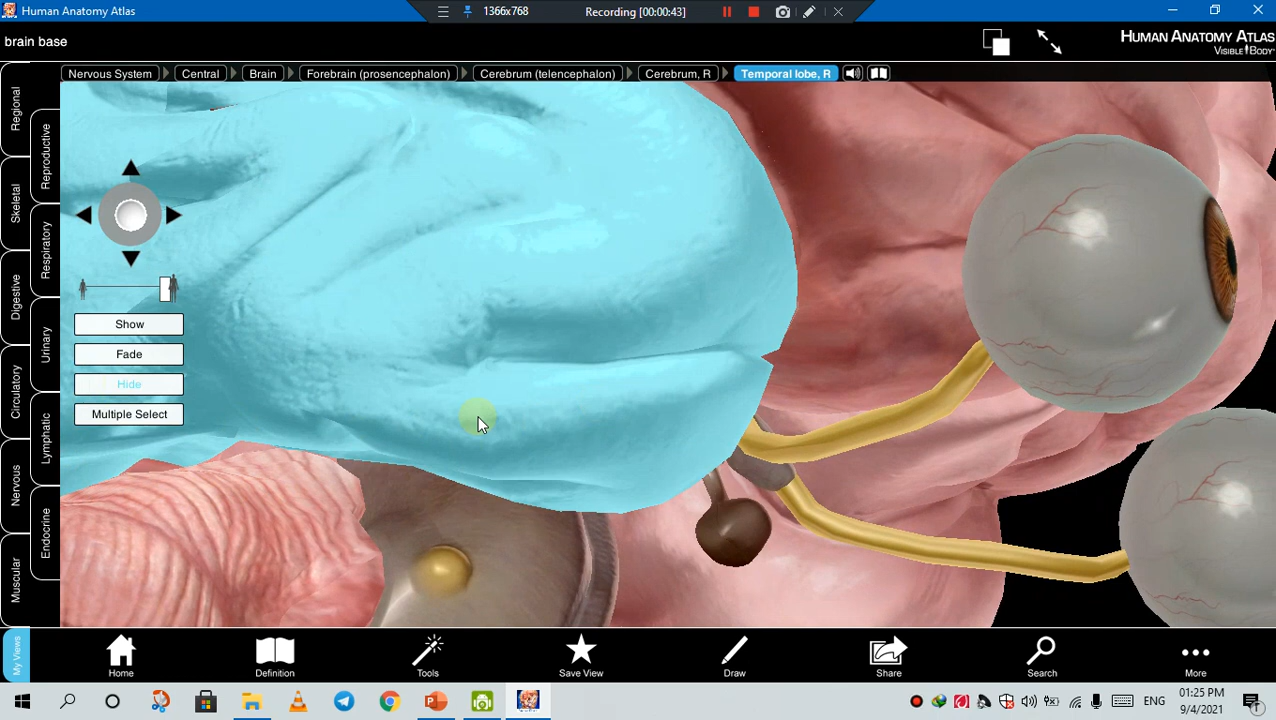 Human Anatomy Atlas
1366x768
Recording [00:00:43]
brain base
HUMAN ANATOMY ATLAS
VISIBLE BODY
Nervous System
Central
Brain
Forebrain (prosencephalon)
Cerebrum (telencephalon)
Cerebrum, R
Temporal lobe, R
Regional
Skeletal
Digestive
Circulatory
Nervous
Muscular
My Views
Reproductive
Respiratory
Urinary
Lymphatic
Endocrine
Show
Fade
Hide
Multiple Select
Home
Definition
Tools
Save View
Draw
Share
Search
More
ENG
01:25 PM
9/4/2021